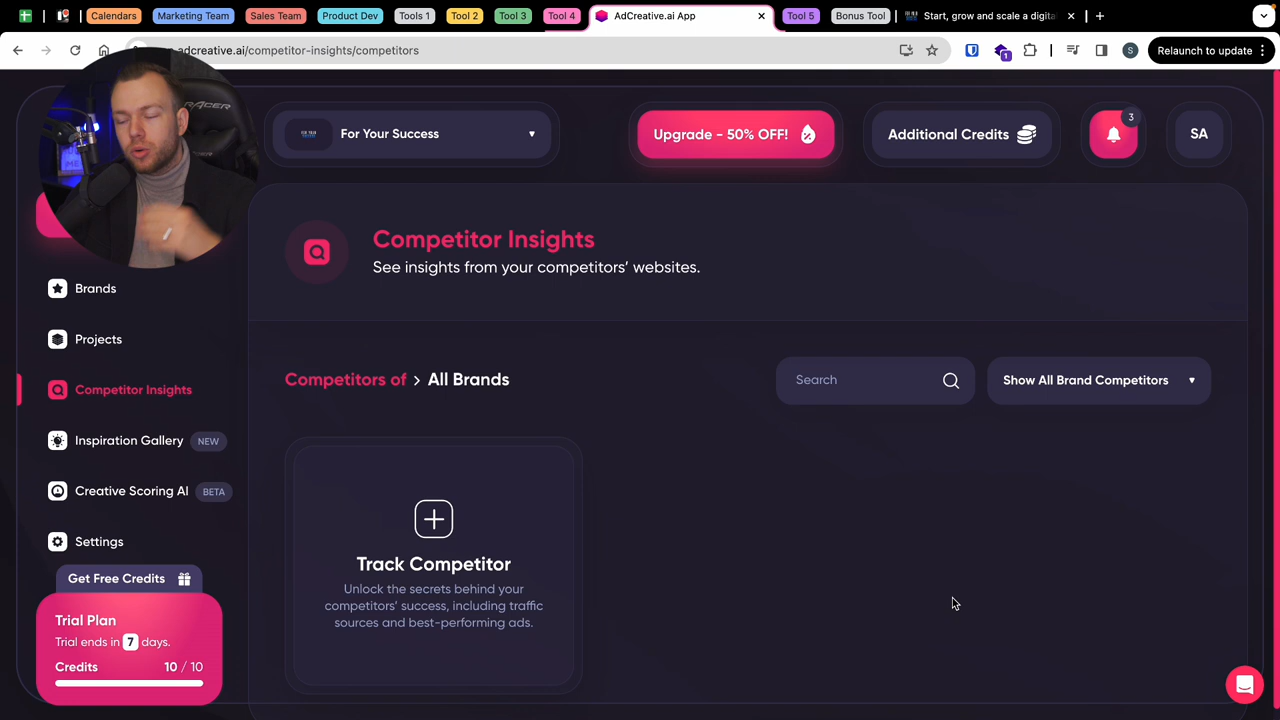 Calendars
Marketing Team
Sales Team
Product Dev
Tools 1
Tool 2
Tool 3
Tool 4
AdCreative.ai App
Tool 5
Bonus Tool
Start, grow and scale a digita
adcreative.ai/competitor-insights/competitors
1
S
Relaunch to update
For Your Success
Upgrade - 50% OFF!
Additional Credits
3
SA
Competitor Insights
See insights from your competitors' websites.
Brands
Projects
Competitor Insights
Inspiration Gallery NEW
Creative Scoring AI BETA
Settings
Get Free Credits
Trial Plan
Trial ends in 7 days.
Credits 10 / 10
Competitors of > All Brands
Search
Show All Brand Competitors
Track Competitor
Unlock the secrets behind your
competitors' success, including traffic
sources and best-performing ads.